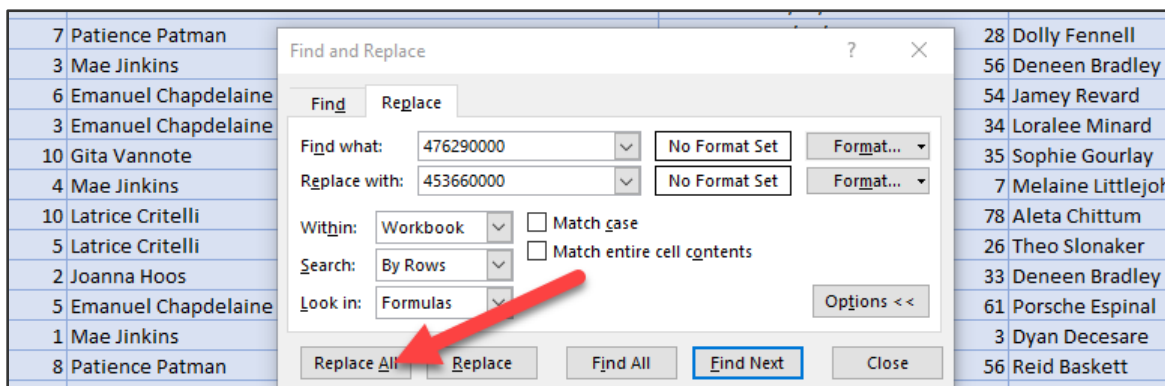 7 Patience Patman
3 Mae Jinkins
6 Emanuel Chapdelaine
3 Emanuel Chapdelaine
10 Gita Vannote
4 Mae Jinkins
10 Latrice Critelli
5 Latrice Critelli
2 Joanna Hoos
5 Emanuel Chapdelaine
1 Mae Jinkins
8 Patience Patman
Find and Replace ? ×
Find Replace
Find what: 476290000 No Format Set Format...
Replace with: 453660000 No Format Set Format...
Within: Workbook Match case
Match entire cell contents
Search: By Rows
Look in: Formulas Options <<
Replace All Replace Find All Find Next Close
28 Dolly Fennell
56 Deneen Bradley
54 Jamey Revard
34 Loralee Minard
35 Sophie Gourlay
7 Melaine Littlejoh
78 Aleta Chittum
26 Theo Slonaker
33 Deneen Bradley
61 Porsche Espinal
3 Dyan Decesare
56 Reid Baskett